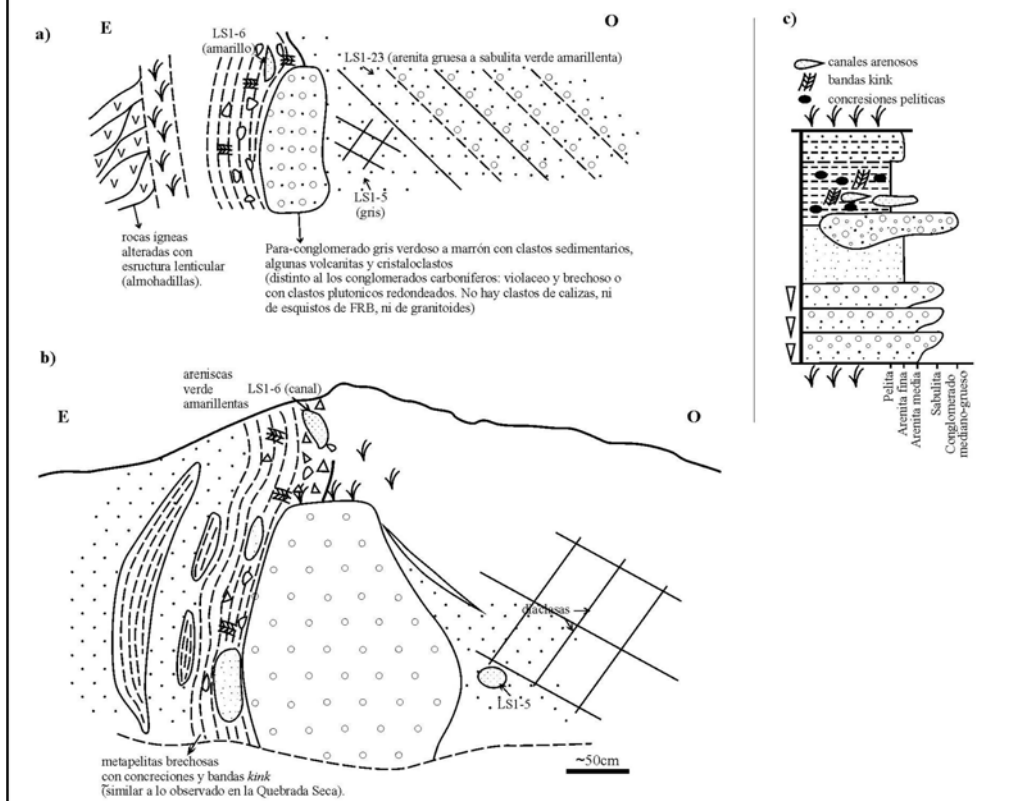 a)
E
O
LS1-6
(amarillo)
LS1-23 (arenita gruesa a sabulita verde amarillenta)
LS1-5
(gris)
rocas ígneas
alteradas con
esructura lenticular
(almohadillas).
Para-conglomerado gris verdoso a marrón con clastos sedimentarios,
algunas volcanitas y cristaloclastos
(distinto al los conglomerados carboníferos: violaceo y brechoso o
con clastos plutonicos redondeados. No hay clastos de calizas, ni
de esquistos de FRB, ni de granitoides)
b)
areniscas
verde
amarillentas
LS1-6 (canal)
E
O
diaclasas
LS1-5
metapelitas brechosas
con concreciones y bandas kink
(similar a lo observado en la Quebrada Seca).
~50cm
c)
canales arenosos
bandas kink
concresiones pelíticas
Pelita
Arenita fina
Arenita media
Sabulita
Conglomerado
mediano-grueso